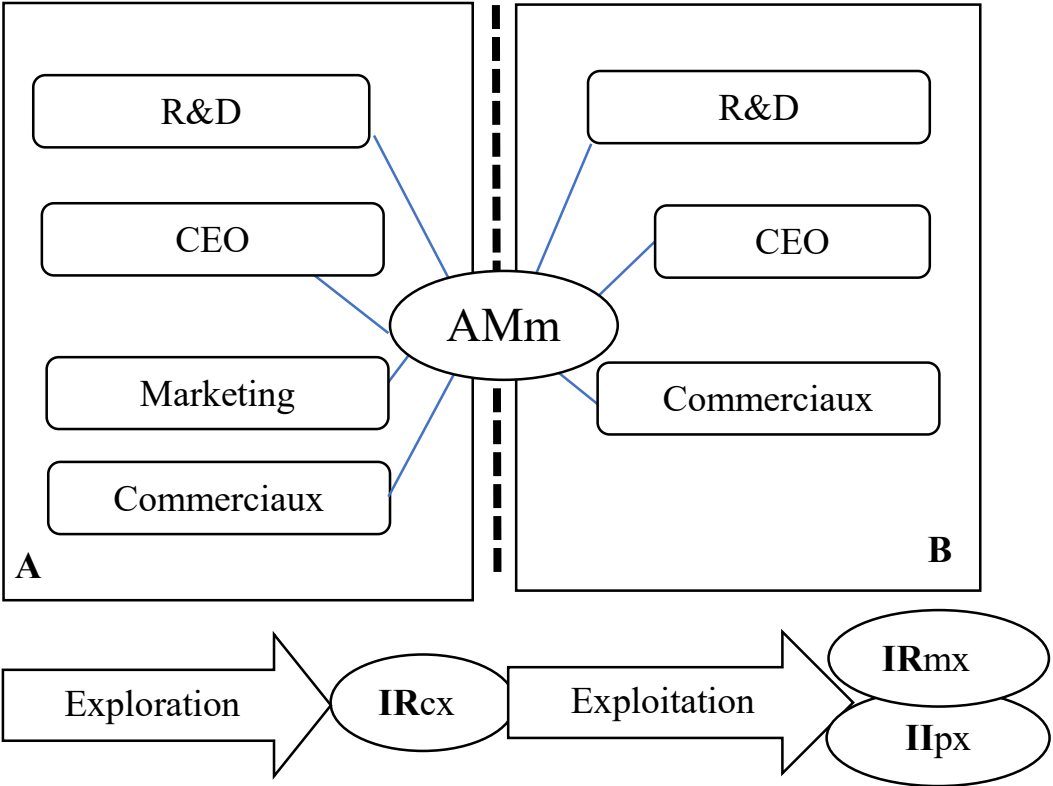 R&D
CEO
Marketing
Commerciaux
A
AMm
R&D
CEO
Commerciaux
B
Exploration
IRcx
Exploitation
IRmx
IIpx